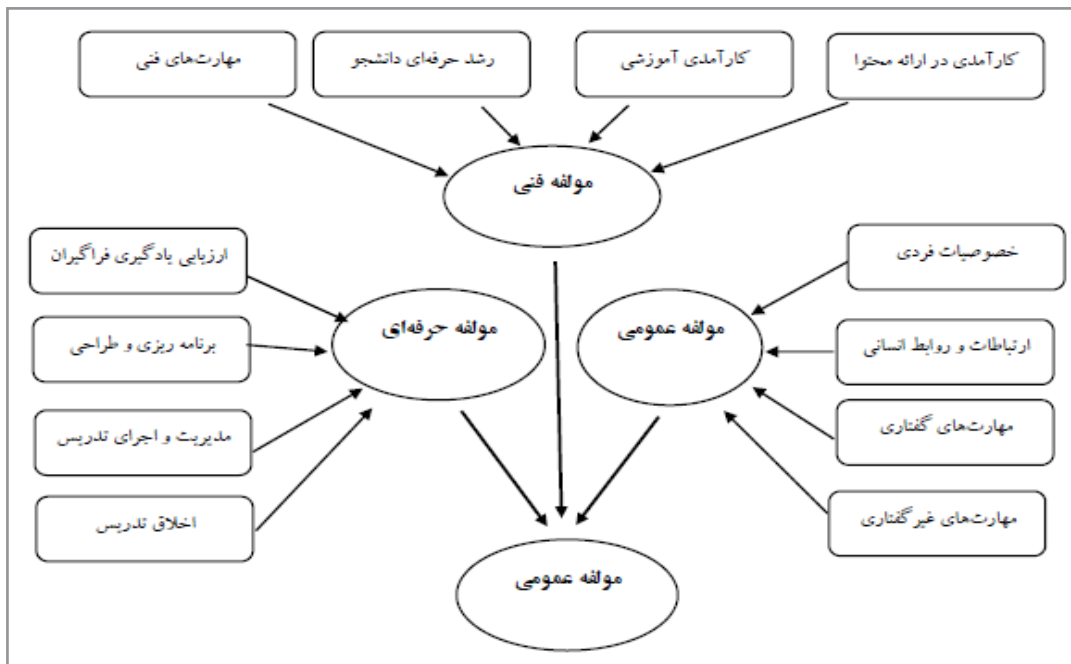 کارآمدی در ارائه محتوا
کارآمدی آموزشی
رشد حرفه‌ای دانشجو
مهارت‌های فنی
مولفه فنی
خصوصیات فردی
ارتباطات و روابط انسانی
مهارت‌های گفتاری
مهارت‌های غیرگفتاری
مولفه عمومی
مولفه حرفه‌ای
ارزیابی یادگیری فراگیران
برنامه ریزی و طراحی
مدیریت و اجرای تدریس
اخلاق تدریس
مولفه عمومی